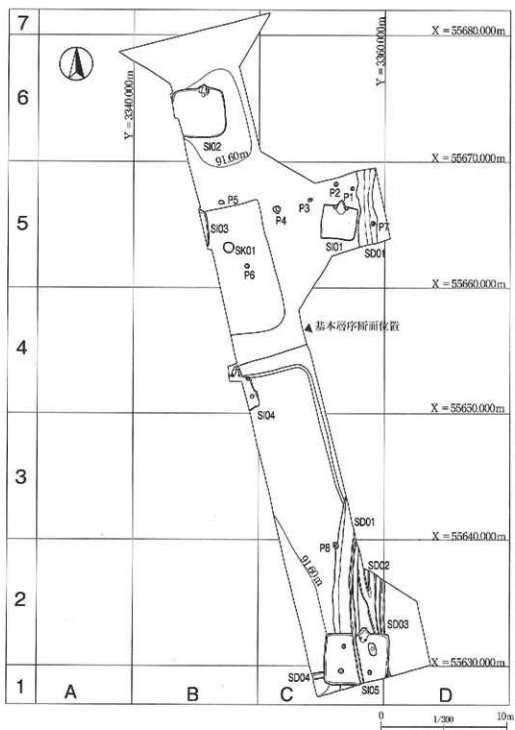 7
X = 55680.000m
Y = 3340.000m
Y = 3360.000m
6
SI02
91.60m
X = 55670.000m
P2
P1
P5
P3
P4
5
P7
SI03
SK01
SI01
SD01
P6
X = 55660.000m
▲基本層序断面位置
4
X = 55650.000m
SI04
3
SD01
X = 55640.000m
P8
91.60m
SD02
2
SD03
X = 55630.000m
SD04
1
A
B
C
SI05
D
0
1/300
10m